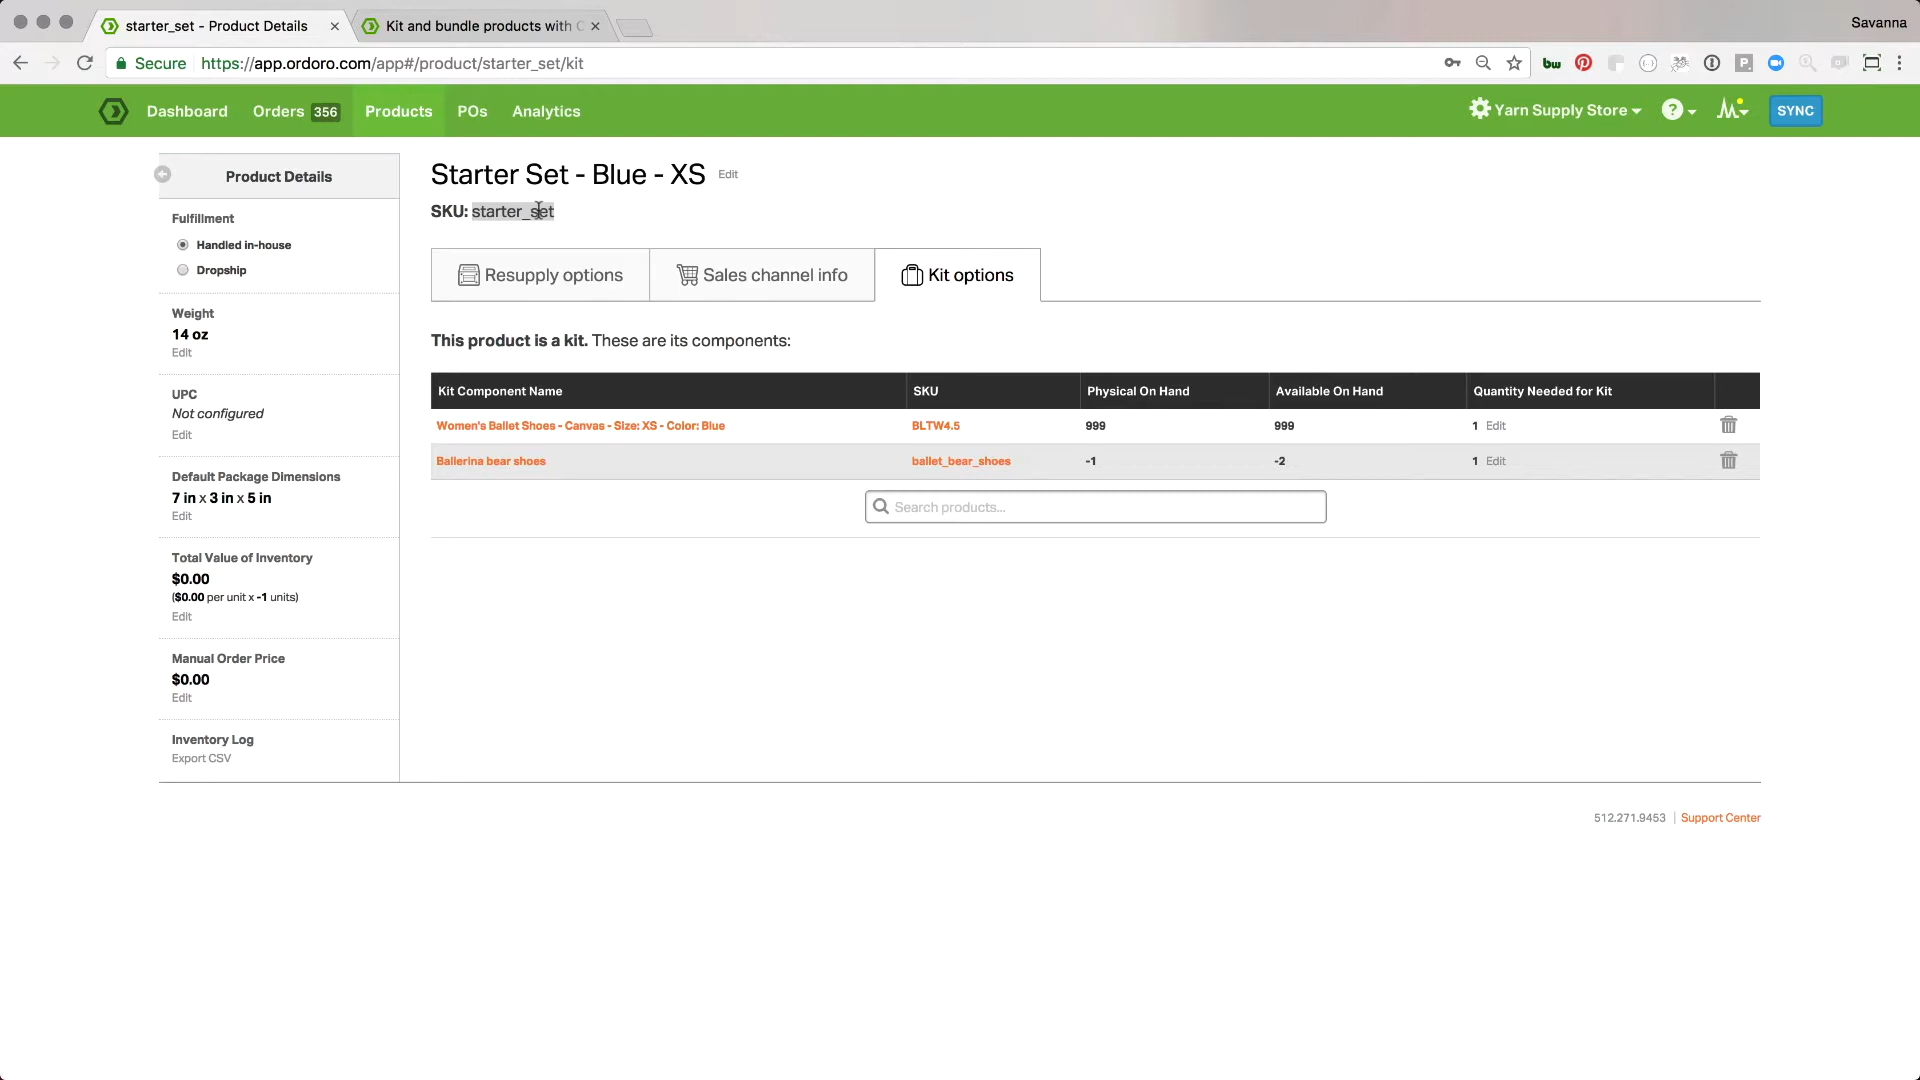 starter_set - Product Details
Kit and bundle products with
Savanna
Secure https://app.ordoro.com/app#/product/starter_set/kit
Dashboard
Orders 356
Products
POs
Analytics
Yarn Supply Store
SYNC
Product Details
Fulfillment
Handled in-house
Dropship
Weight
14 oz
Edit
UPC
Not configured
Edit
Default Package Dimensions
7 in x 3 in x 5 in
Edit
Total Value of Inventory
$0.00
($0.00 per unit x -1 units)
Edit
Manual Order Price
$0.00
Edit
Inventory Log
Export CSV
Starter Set - Blue - XS Edit
SKU: starter_set
Resupply options
Sales channel info
Kit options
This product is a kit. These are its components:
Kit Component Name SKU Physical On Hand Available On Hand Quantity Needed for Kit
Women's Ballet Shoes - Canvas - Size: XS - Color: Blue BLTW4.5 999 999 1 Edit
Ballerina bear shoes ballet_bear_shoes -1 -2 1 Edit
Search products...
512.271.9453 | Support Center